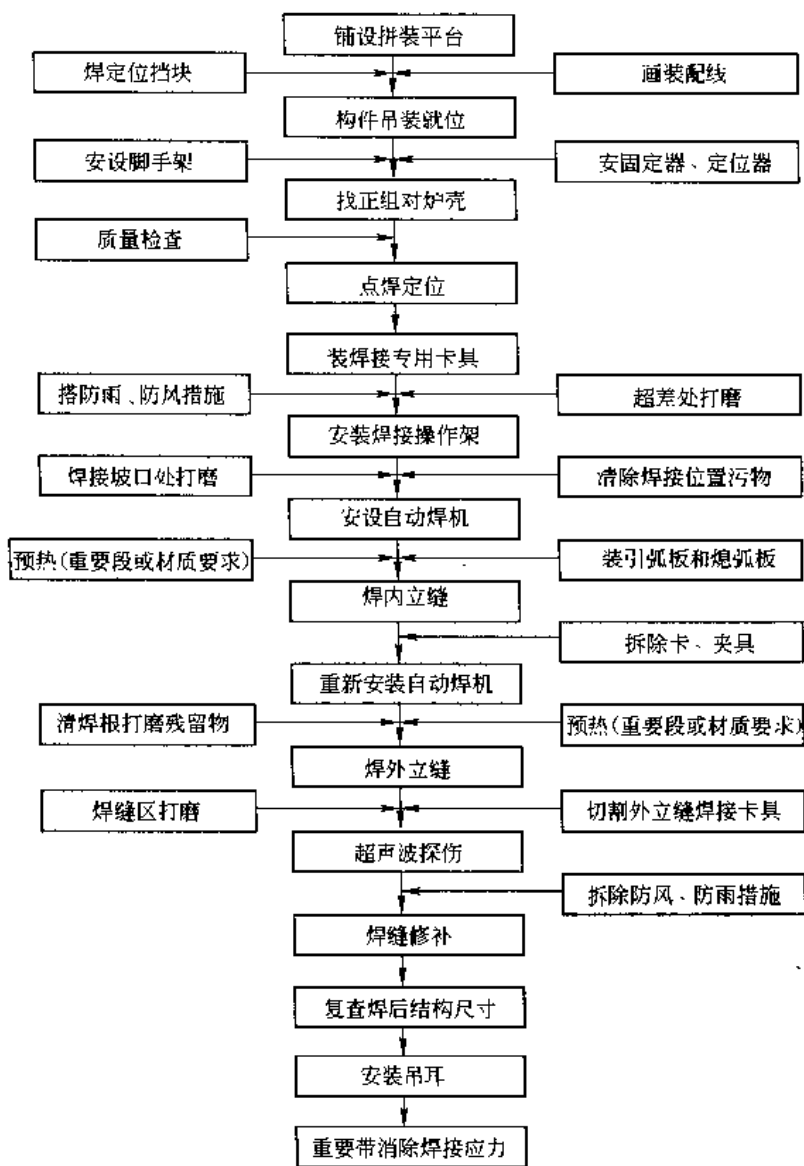 铺设拼装平台
焊定位挡块
画装配线
构件吊装就位
安设脚手架
安固定器、定位器
找正组对炉壳
质量检查
点焊定位
装焊接专用卡具
搭防雨、防风措施
超差处打磨
安装焊接操作架
焊接坡口处打磨
清除焊接位置污物
安设自动焊机
预热(重要段或材质要求)
装引弧板和熄弧板
焊内立缝
拆除卡、夹具
重新安装自动焊机
清焊根打磨残留物
预热(重要段或材质要求)
焊外立缝
焊缝区打磨
切割外立缝焊接卡具
超声波探伤
拆除防风、防雨措施
焊缝修补
复查焊后结构尺寸
安装吊耳
重要带消除焊接应力